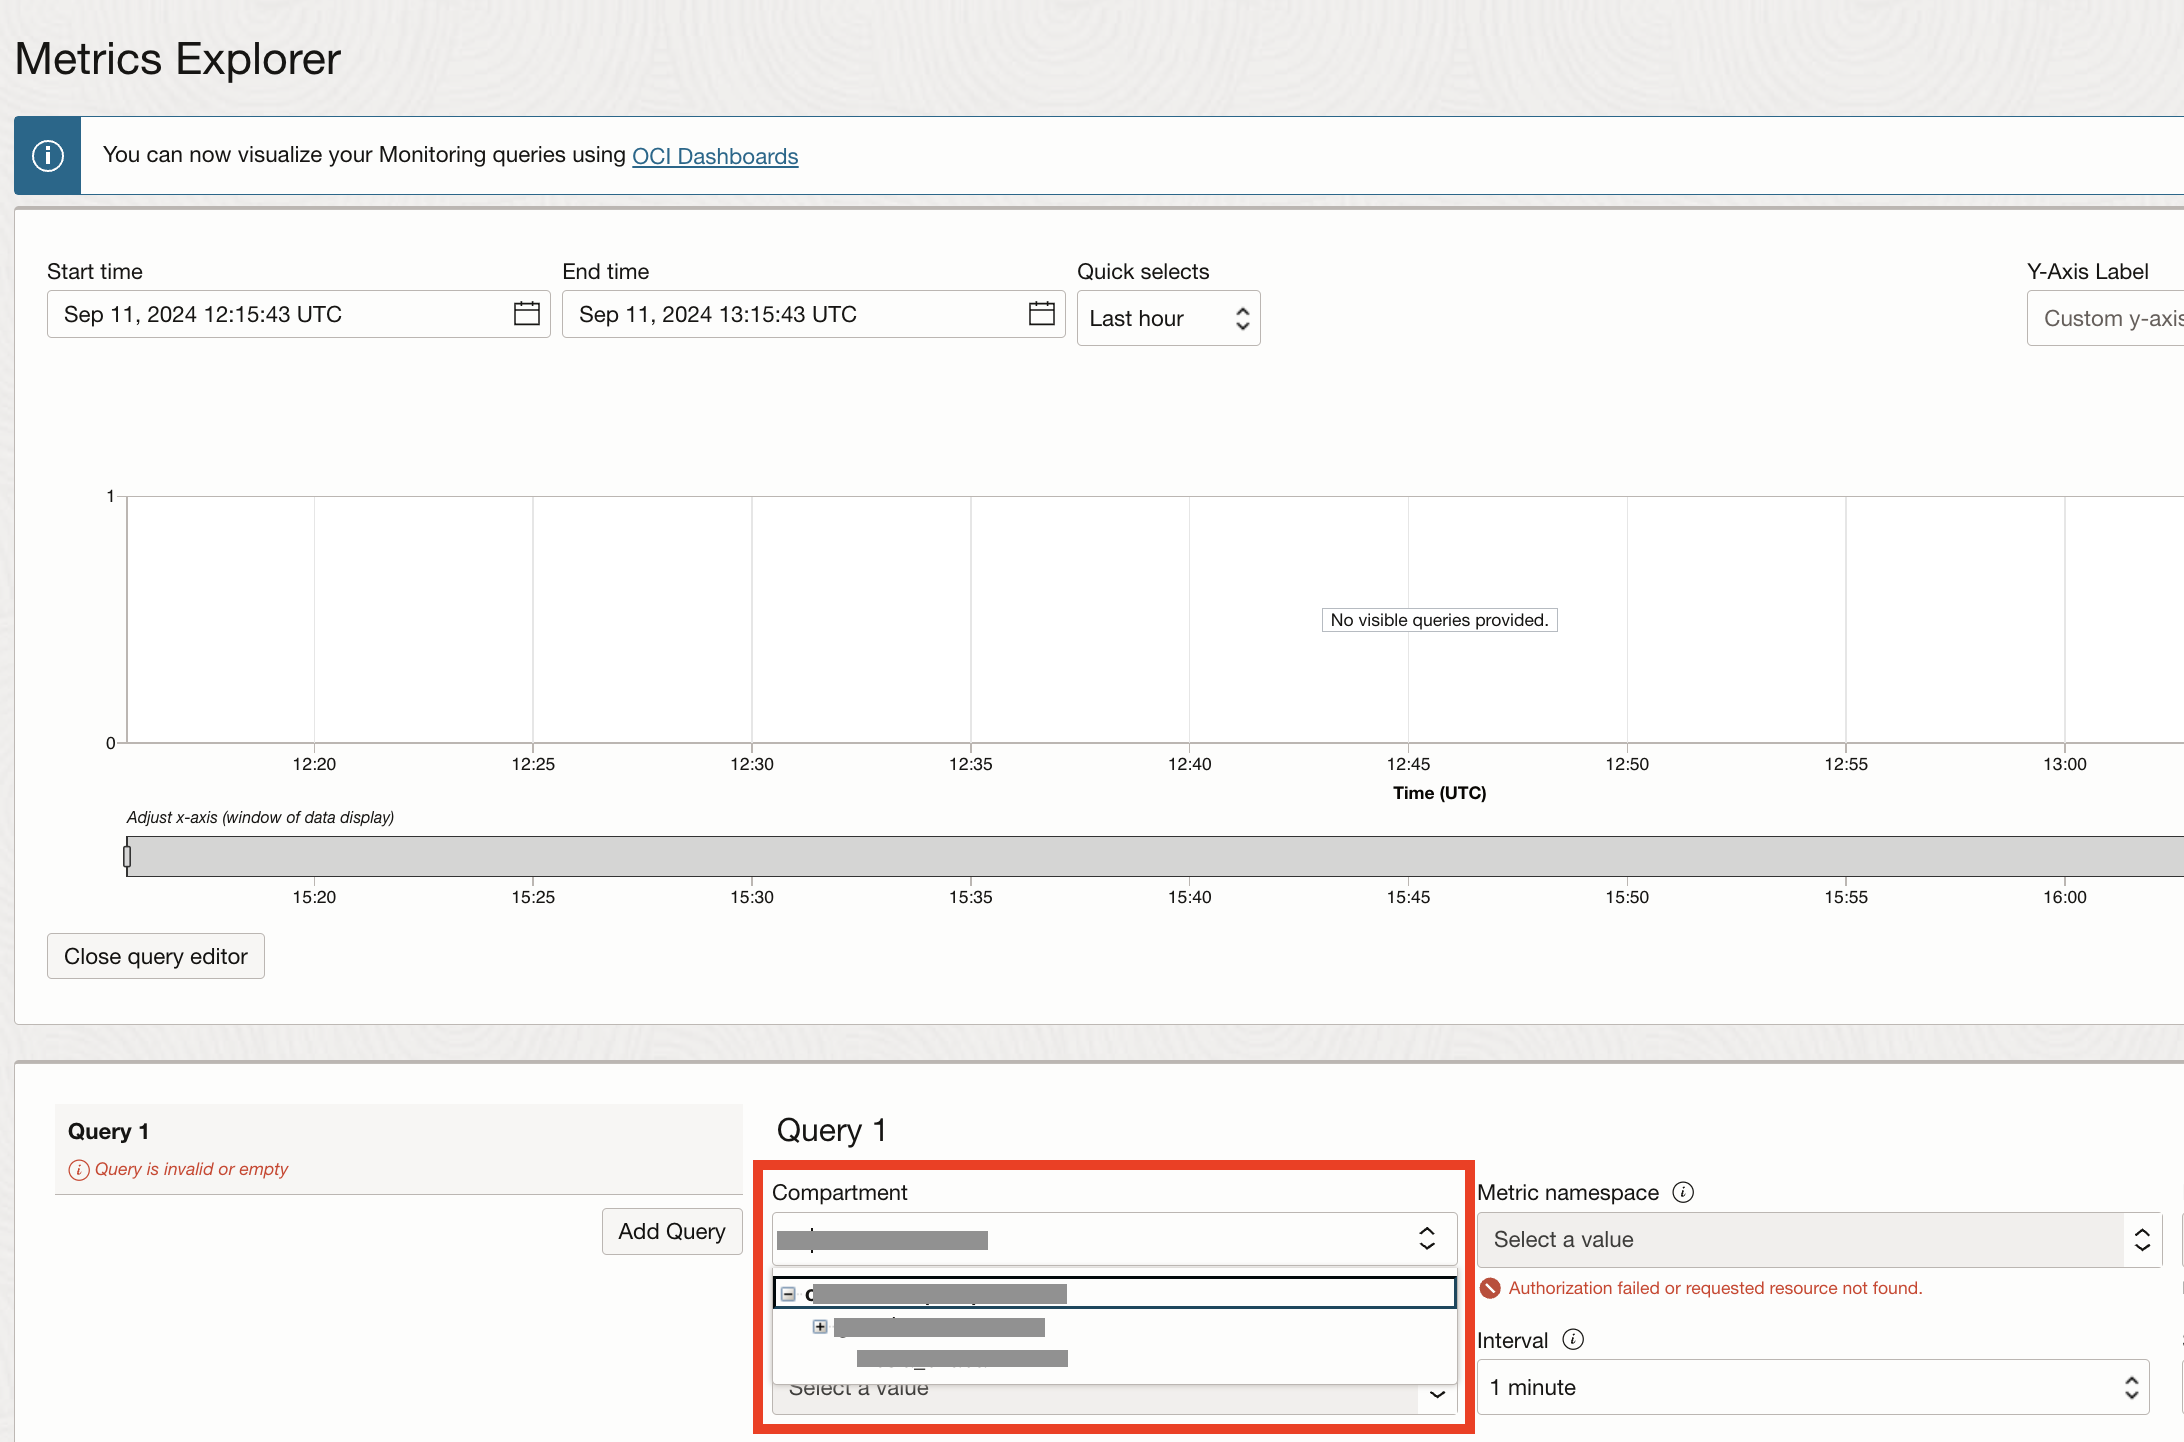 Metrics Explorer
You can now visualize your Monitoring queries using OCI Dashboards
Start time
End time
Quick selects
Y-Axis Label
Sep 11, 2024 12:15:43 UTC
Sep 11, 2024 13:15:43 UTC
Last hour
Custom y-axis
1
No visible queries provided.
0
12:20 12:25 12:30 12:35 12:40 12:45 12:50 12:55 13:00
Time (UTC)
Adjust x-axis (window of data display)
15:20 15:25 15:30 15:35 15:40 15:45 15:50 15:55 16:00
Close query editor
Query 1
Query is invalid or empty
Add Query
Query 1
Compartment
Select a value
Metric namespace
Select a value
Authorization failed or requested resource not found.
Interval
1 minute